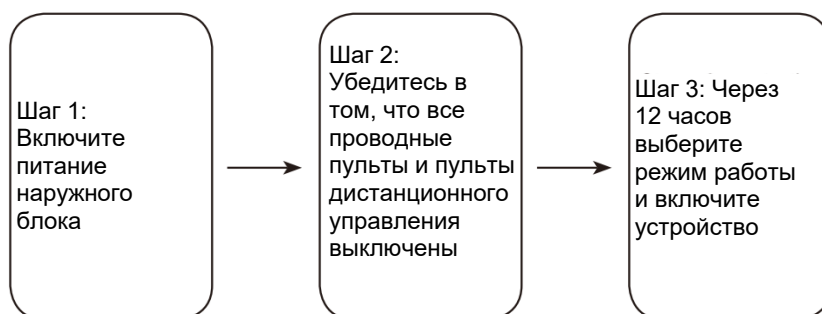 Шаг 1:
Включите
питание
наружного
блока
Шаг 2:
Убедитесь в
том, что все
проводные
пульты и пульты
дистанционного
управления
выключены
Шаг 3: Через
12 часов
выберите
режим работы
и включите
устройство